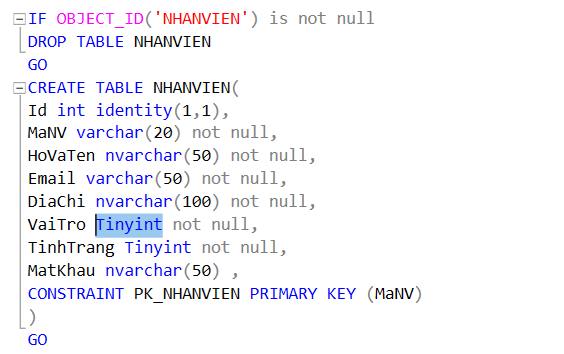 IF OBJECT_ID('NHANVIEN') is not null
DROP TABLE NHANVIEN
GO
CREATE TABLE NHANVIEN(
Id int identity(1,1),
MaNV varchar(20) not null,
HoVaTen nvarchar(50) not null,
Email varchar(50) not null,
DiaChi nvarchar(100) not null,
VaiTro Tinyint not null,
TinhTrang Tinyint not null,
MatKhau nvarchar(50) ,
CONSTRAINT PK_NHANVIEN PRIMARY KEY (MaNV)
)
GO